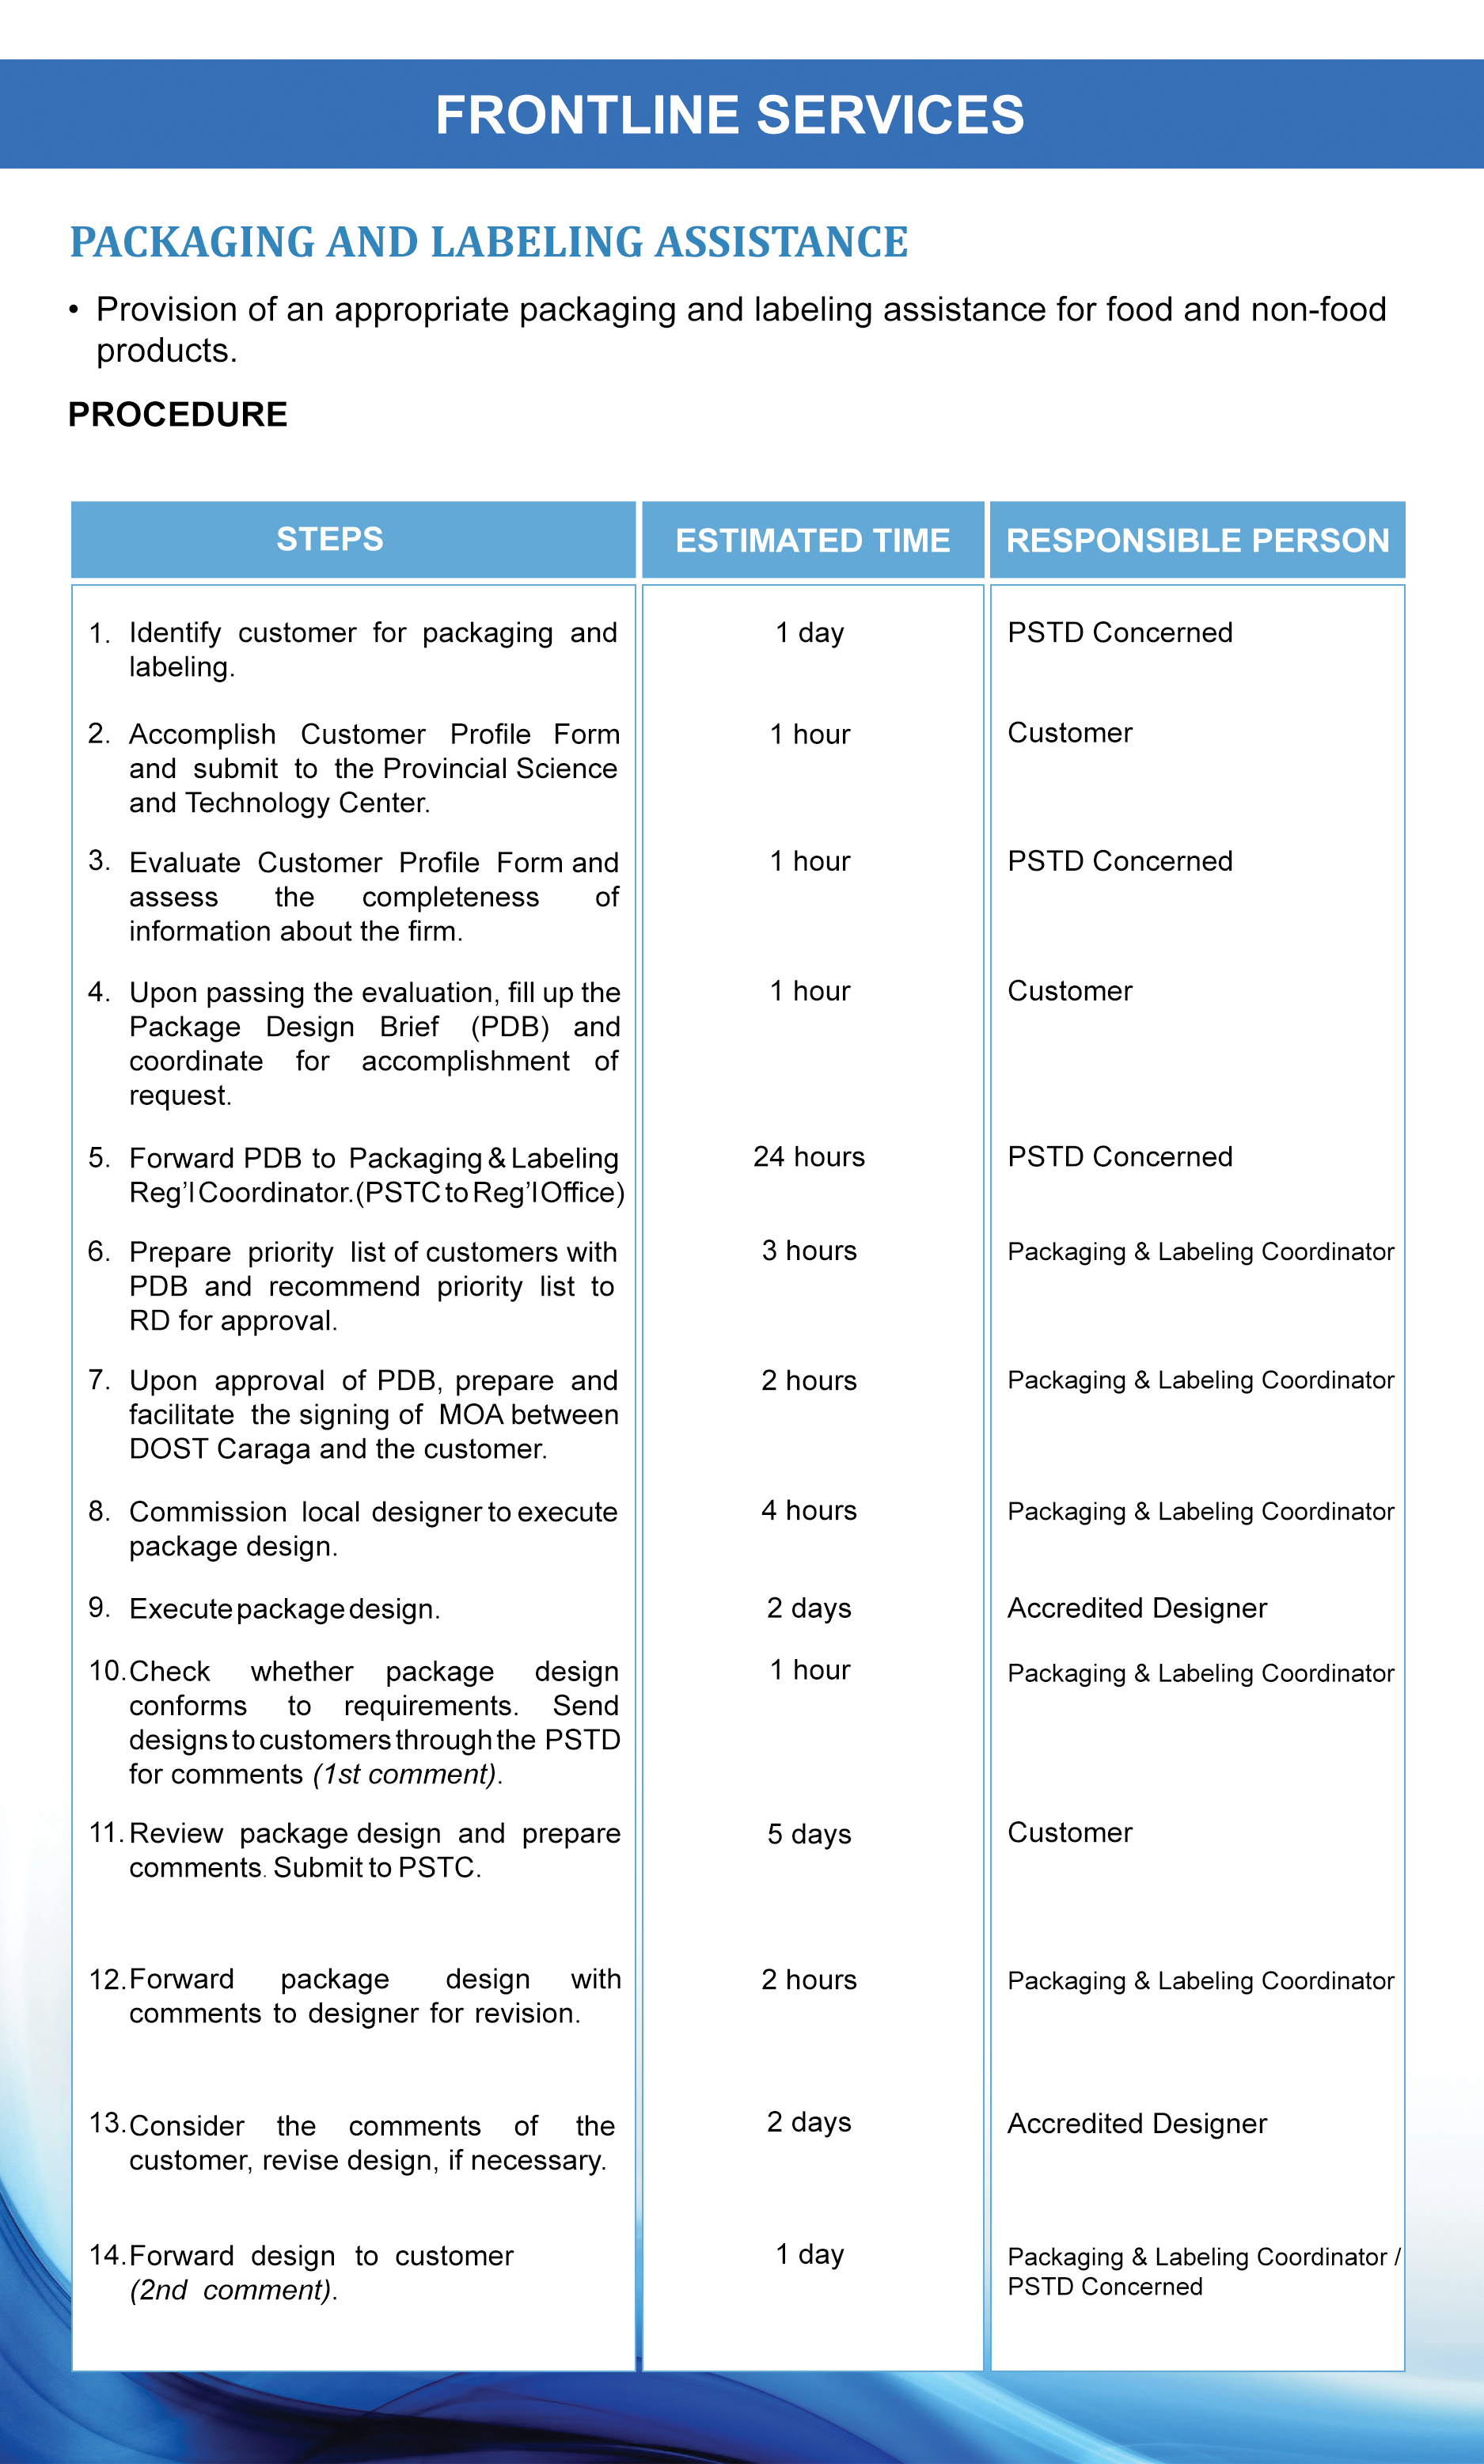 FRONTLINE SERVICES
PACKAGING AND LABELING ASSISTANCE
• Provision of an appropriate packaging and labeling assistance for food and non-food
products.
PROCEDURE
STEPS ESTIMATED TIME RESPONSIBLE PERSON
1. Identify customer for packaging and 1 day PSTD Concerned
labeling.
2. Accomplish Customer Profile Form 1 hour Customer
and submit to the Provincial Science
and Technology Center.
3. Evaluate Customer Profile Form and 1 hour PSTD Concerned
assess the completeness of
information about the firm.
4. Upon passing the evaluation, fill up the 1 hour Customer
Package Design Brief (PDB) and
coordinate for accomplishment of
request.
5. Forward PDB to Packaging & Labeling 24 hours PSTD Concerned
Reg'l Coordinator. (PSTC to Reg'l Office)
6. Prepare priority list of customers with 3 hours Packaging & Labeling Coordinator
PDB and recommend priority list to
RD for approval.
7. Upon approval of PDB, prepare and 2 hours Packaging & Labeling Coordinator
facilitate the signing of MOA between
DOST Caraga and the customer.
8. Commission local designer to execute 4 hours Packaging & Labeling Coordinator
package design.
9. Execute package design. 2 days Accredited Designer
10. Check whether package design 1 hour Packaging & Labeling Coordinator
conforms to requirements. Send
designs to customers through the PSTD
for comments (1st comment).
11. Review package design and prepare 5 days Customer
comments. Submit to PSTC.
12. Forward package design with 2 hours Packaging & Labeling Coordinator
comments to designer for revision.
13. Consider the comments of the 2 days Accredited Designer
customer, revise design, if necessary.
14. Forward design to customer 1 day Packaging & Labeling Coordinator /
(2nd comment). PSTD Concerned